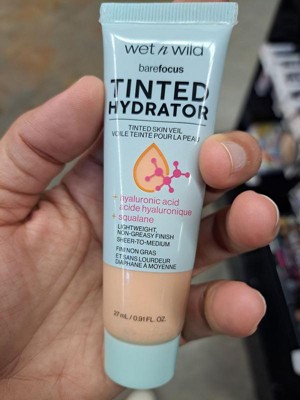 wet n wild
barefocus
TINTED
HYDRATOR
TINTED SKIN VEIL
VOILE TEINTÉ POUR LA PEAU
+ hyaluronic acid
acide hyaluronique
+ squalane
LIGHTWEIGHT,
NON-GREASY FINISH
SHEER-TO-MEDIUM
FINI NON GRAS
ET SANS LOURDEUR
DIAPHANE À MOYENNE
27 mL / 0.91 FL. OZ.